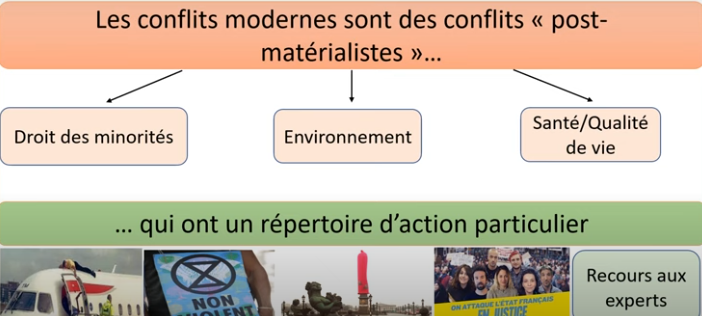 Les conflits modernes sont des conflits « post-
matérialistes »…
Droit des minorités
Environnement
Santé/Qualité
de vie
… qui ont un répertoire d’action particulier
NON
VIOLENT
ON ATTAQUE L'ÉTAT FRANÇAIS
EN JUSTICE
Recours aux
experts